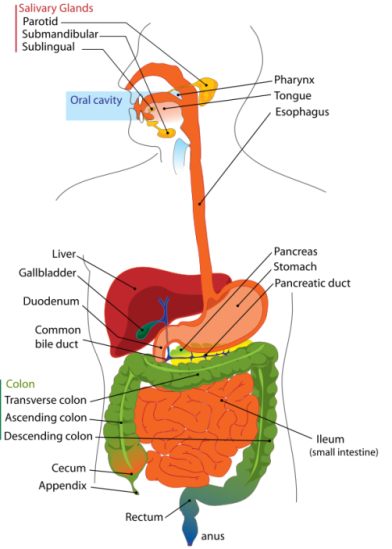 Salivary Glands
Parotid
Submandibular
Sublingual
Oral cavity
Pharynx
Tongue
Esophagus
Liver
Gallbladder
Duodenum
Common
bile duct
Pancreas
Stomach
Pancreatic duct
Colon
Transverse colon
Ascending colon
Descending colon
Cecum
Appendix
Ileum
(small intestine)
Rectum
anus